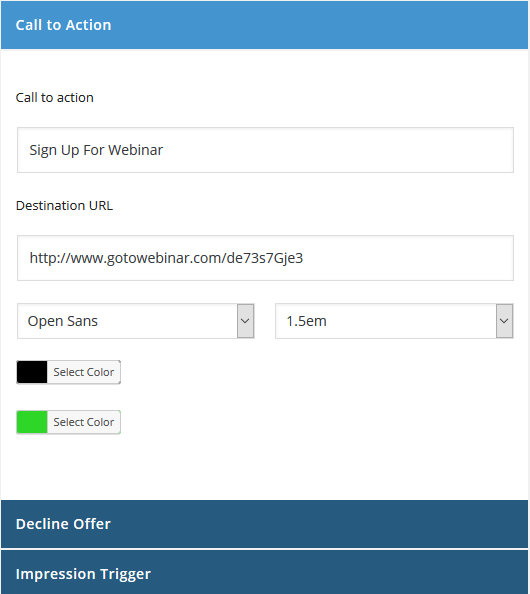 Call to Action
Call to action
Sign Up For Webinar
Destination URL
http://www.gotowebinar.com/de73s7Gje3
Open Sans 1.5em
Select Color
Select Color
Decline Offer
Impression Trigger